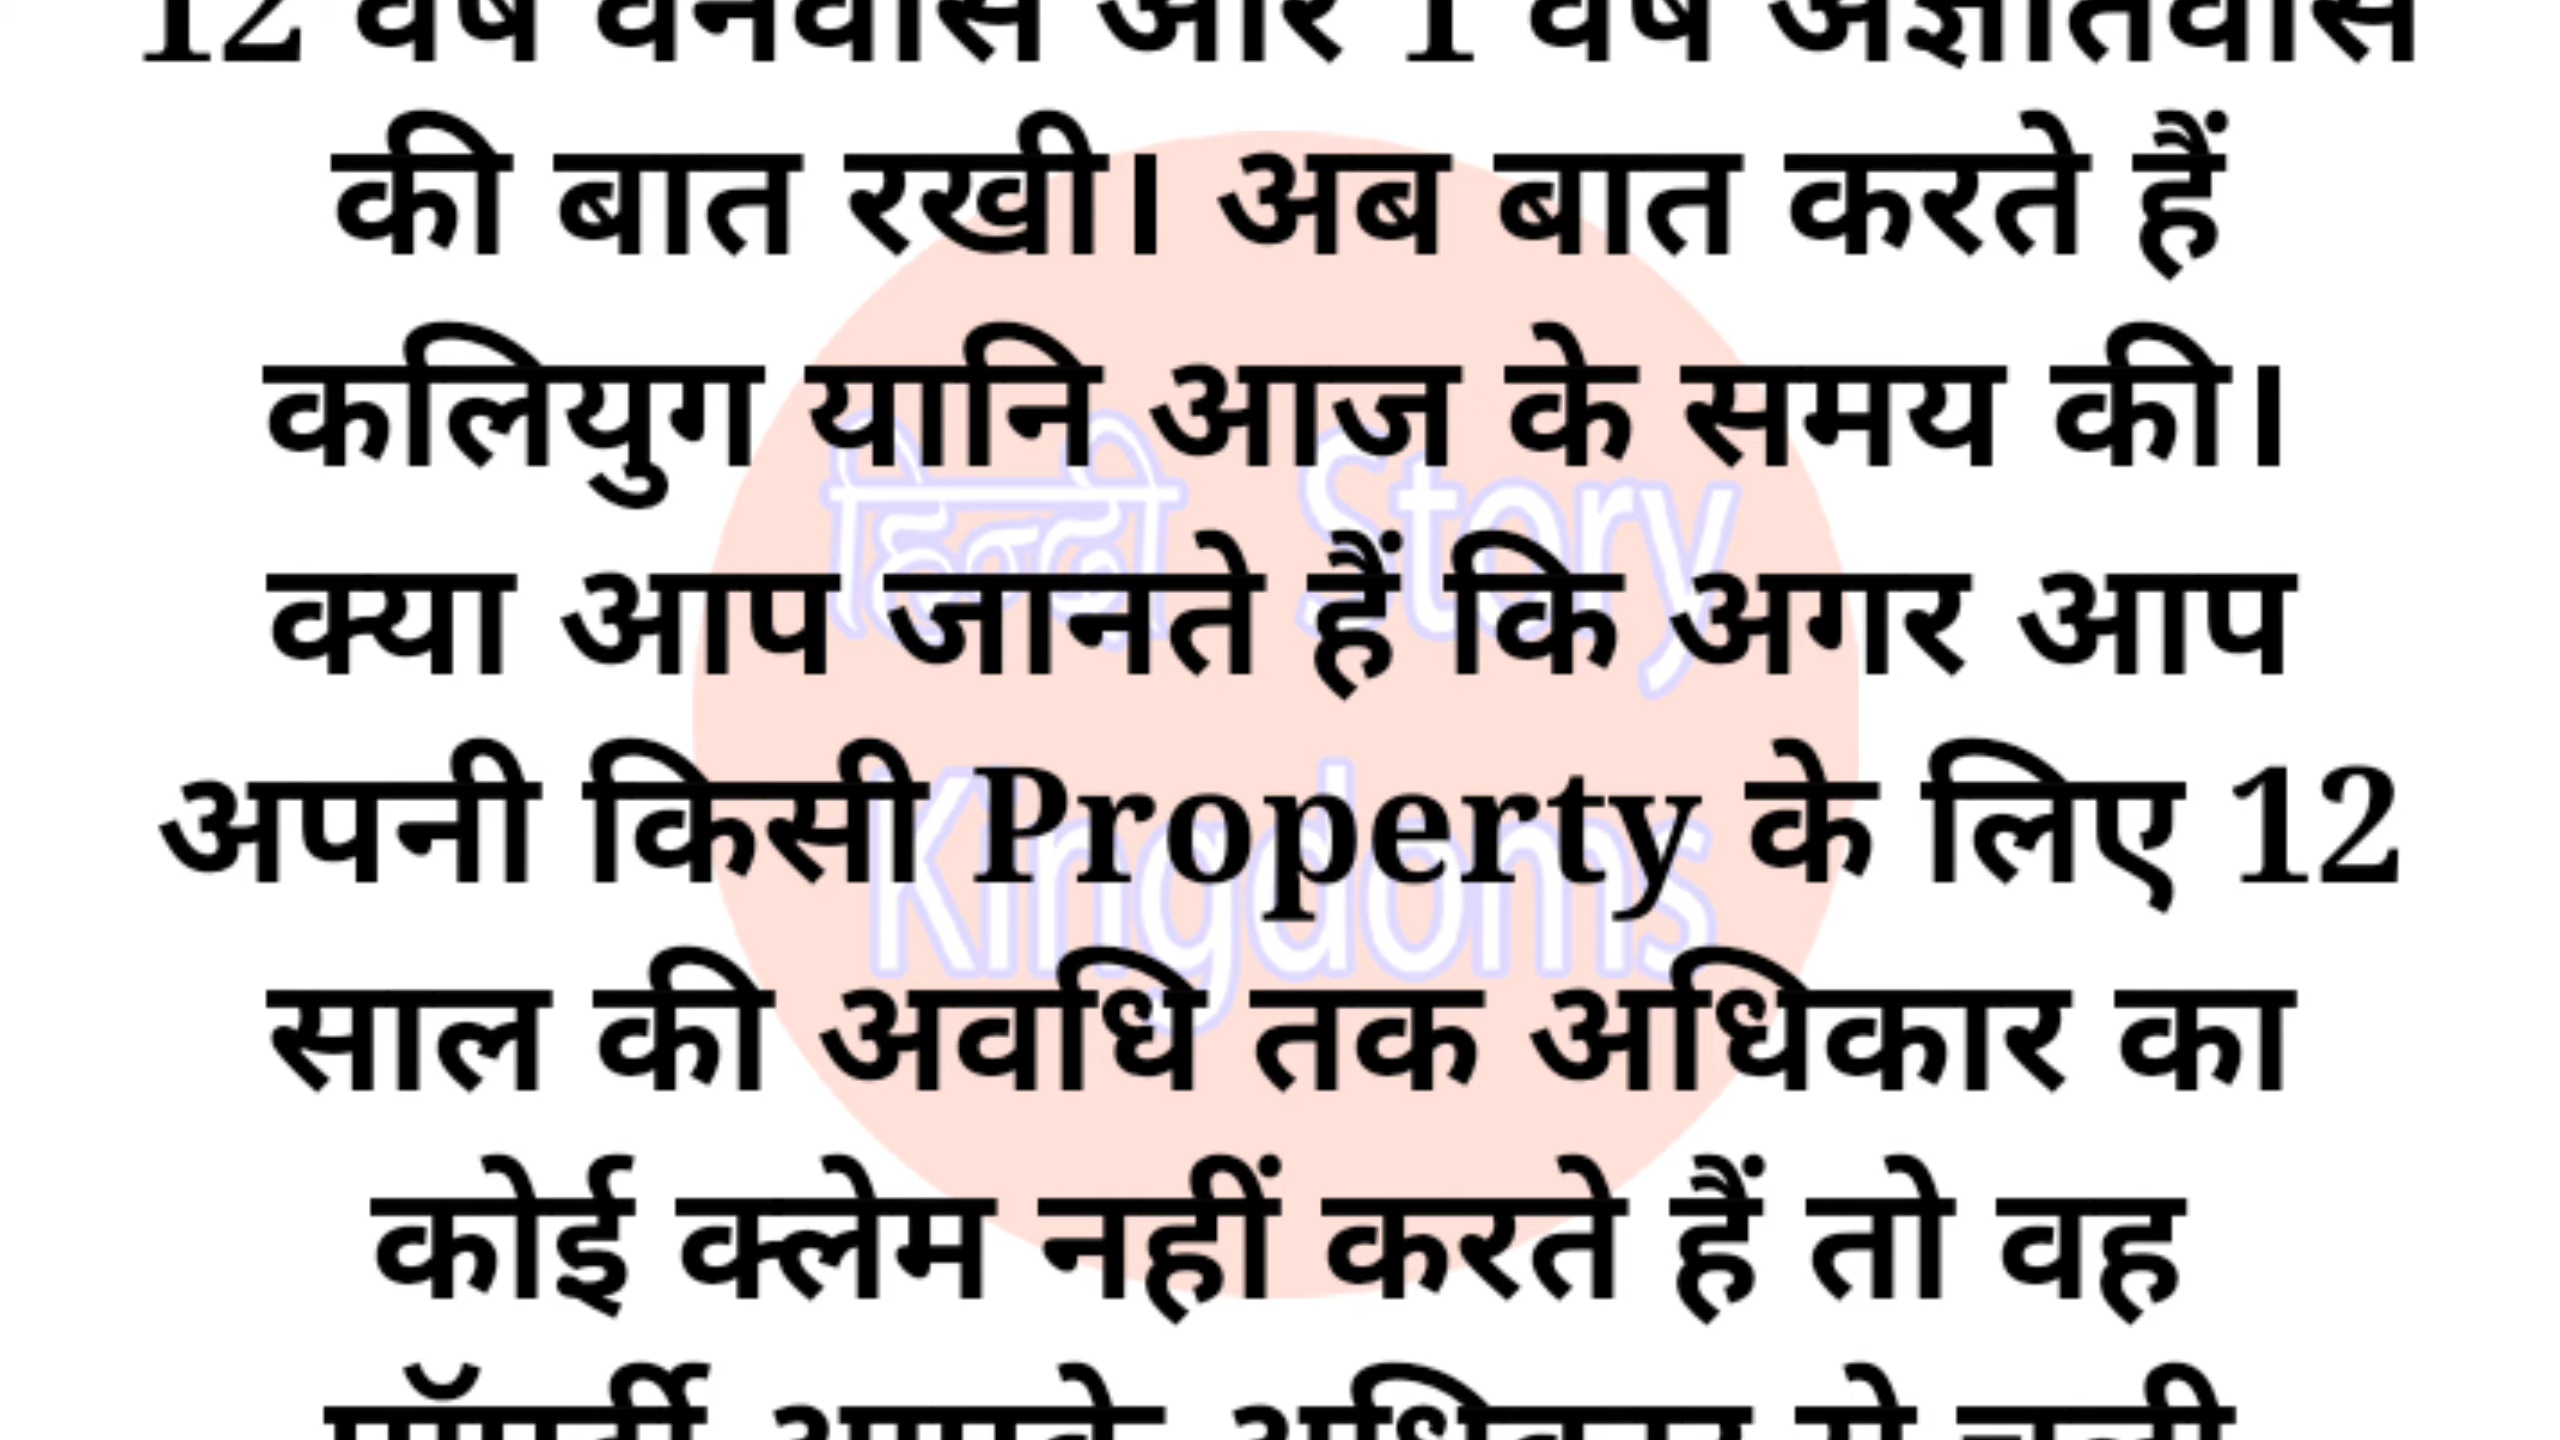 12 वर्ष वनवास और 1 वर्ष अज्ञातवास
की बात रखी। अब बात करते हैं
कलियुग यानि आज के समय की।
क्या आप जानते हैं कि अगर आप
अपनी किसी Property के लिए 12
साल की अवधि तक अधिकार का
कोई क्लेम नहीं करते हैं तो वह
हिन्दी Story
Kingdoms